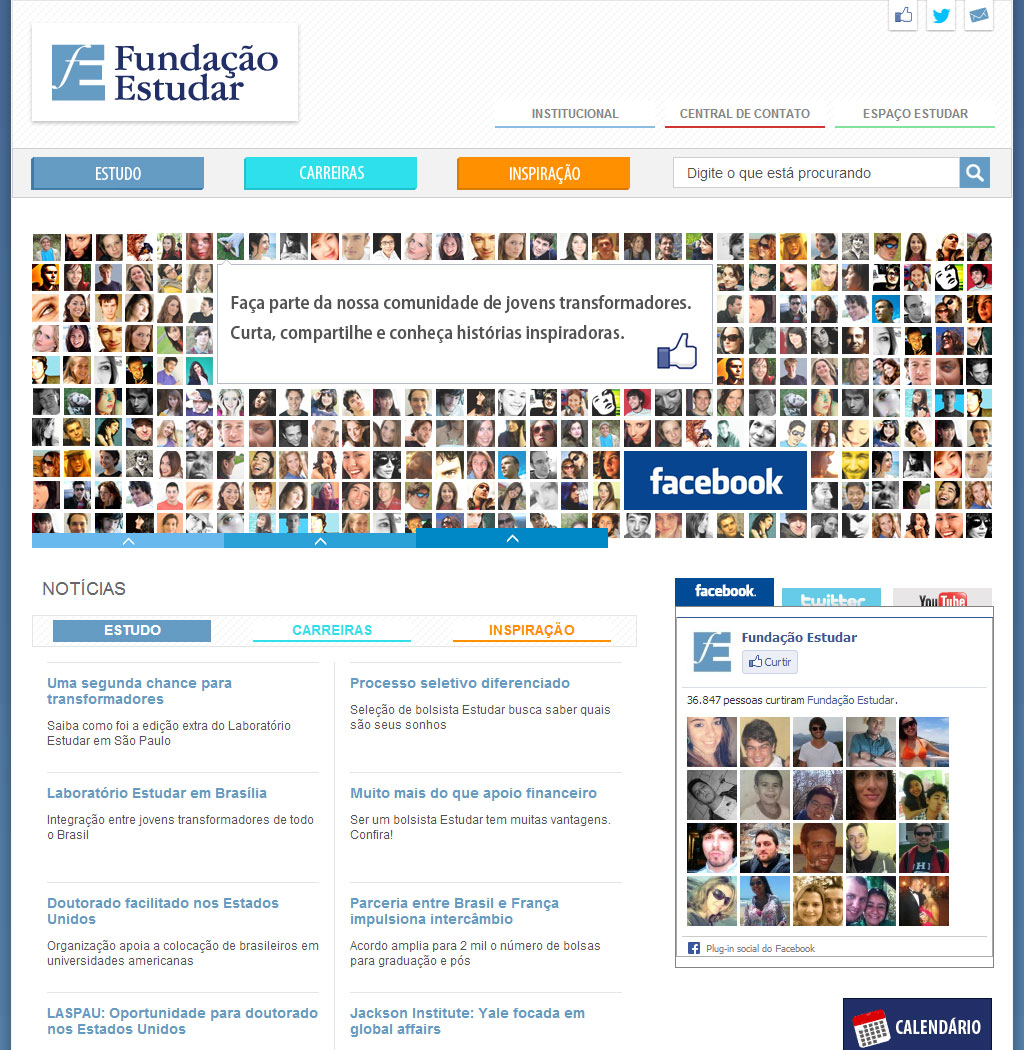 Fundação
Estudar
INSTITUCIONAL
CENTRAL DE CONTATO
ESPAÇO ESTUDAR
ESTUDO
CARREIRAS
INSPIRAÇÃO
Digite o que está procurando
Faça parte da nossa comunidade de jovens transformadores.
Curta, compartilhe e conheça histórias inspiradoras.
facebook
NOTÍCIAS
ESTUDO
CARREIRAS
INSPIRAÇÃO
Uma segunda chance para
transformadores
Saiba como foi a edição extra do Laboratório
Estudar em São Paulo
Processo seletivo diferenciado
Seleção de bolsista Estudar busca saber quais
são seus sonhos
Laboratório Estudar em Brasília
Integração entre jovens transformadores de todo
o Brasil
Muito mais do que apoio financeiro
Ser um bolsista Estudar tem muitas vantagens.
Confira!
Doutorado facilitado nos Estados
Unidos
Organização apoia a colocação de brasileiros em
universidades americanas
Parceria entre Brasil e França
impulsiona intercâmbio
Acordo amplia para 2 mil o número de bolsas
para graduação e pós
LASPAU: Oportunidade para doutorado
nos Estados Unidos
Jackson Institute: Yale focada em
global affairs
facebook.
twitter
YouTube
Fundação Estudar
Curtir
36.847 pessoas curtiram Fundação Estudar.
Plug-in social do Facebook
CALENDÁRIO